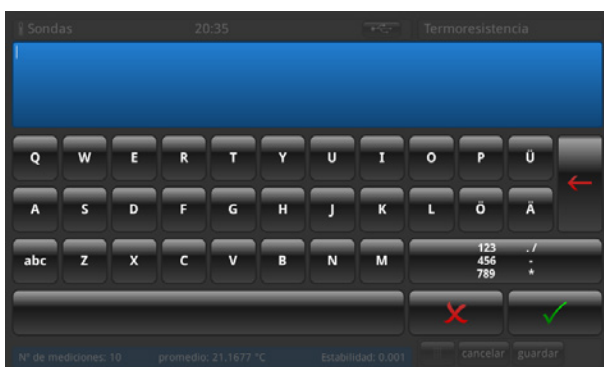 Sondas 20:35 Termoresistencia
Q W E R T Y U I O P Ü
A S D F G H J K L Ö Ä
abc Z X C V B N M 123 ./
456 -
789 *
Nº de mediciones: 10 promedio: 21,1677 °C Estabilidad: 0.001 cancelar guardar